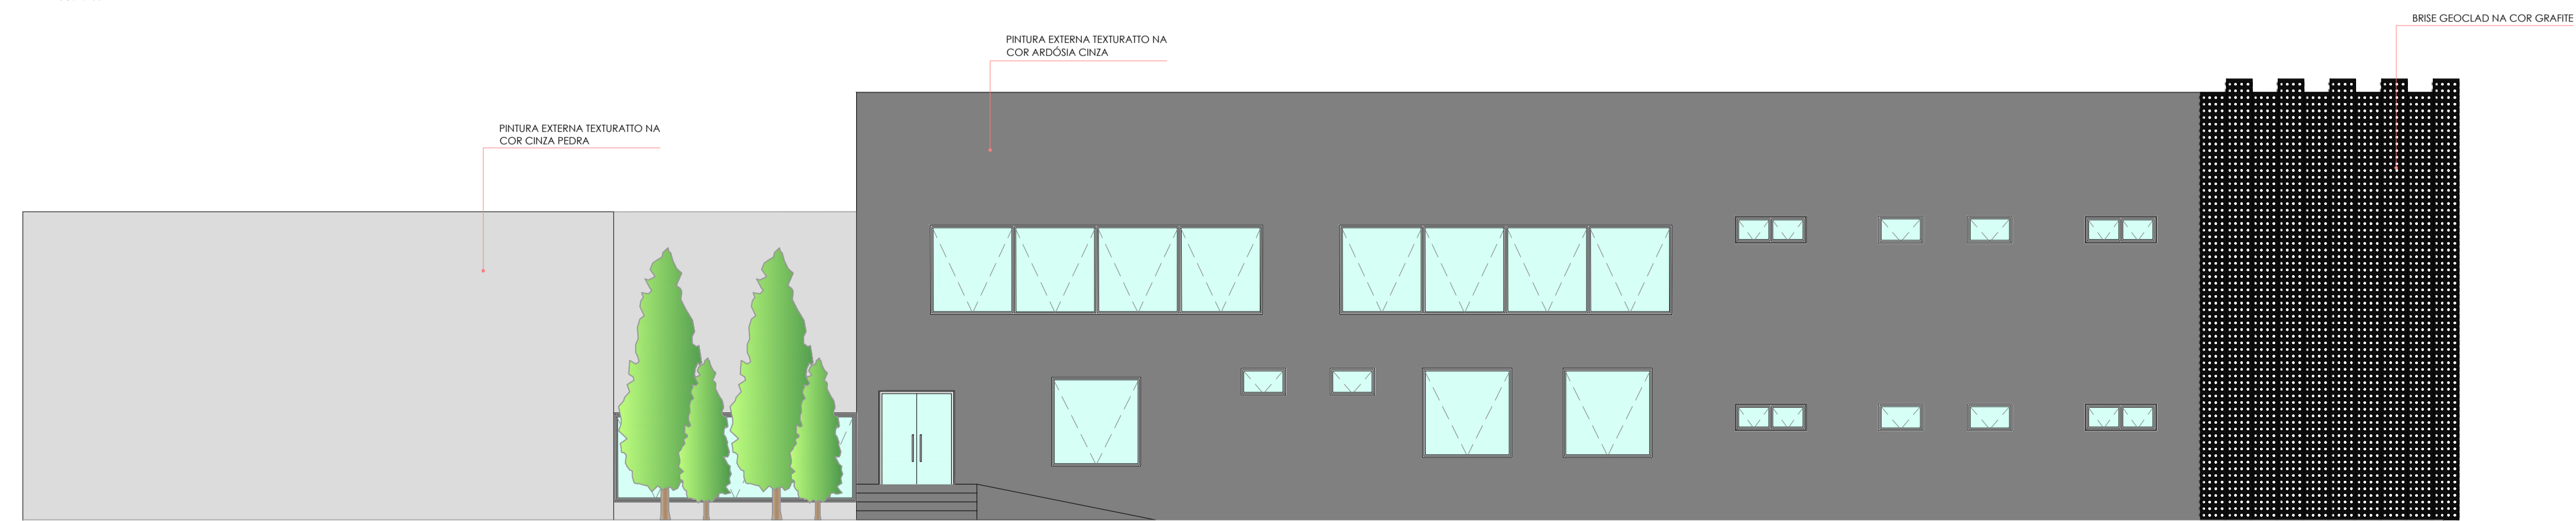 BRISE GEOCLAD NA COR GRAFITE
PINTURA EXTERNA TEXTURATTO NA
COR ARDÓSIA CINZA
PINTURA EXTERNA TEXTURATTO NA
COR CINZA PEDRA